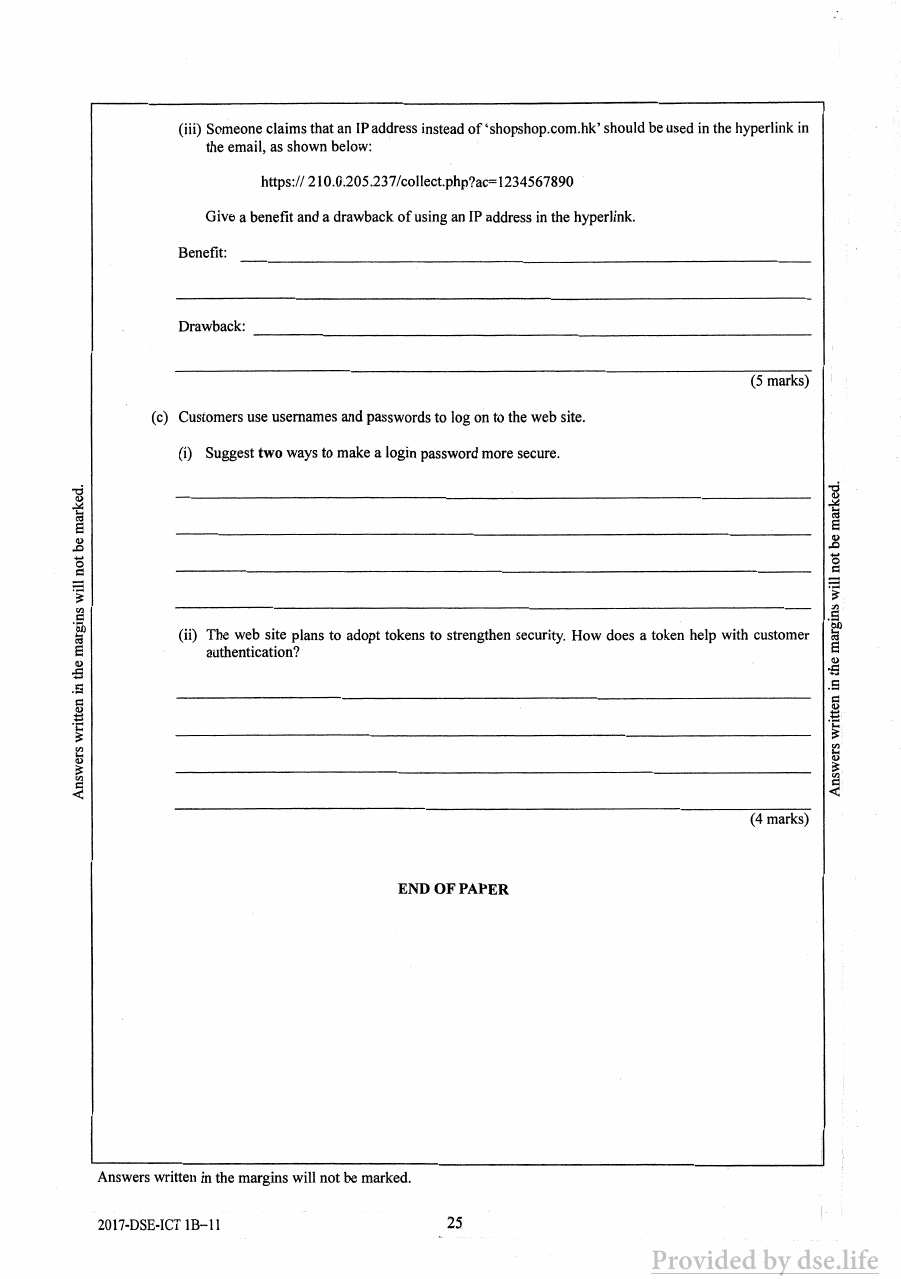 (iii) Someone claims that an IP address instead of 'shopshop.com.hk' should be used in the hyperlink in
the email, as shown below:
https:// 210.0.205.237/collect.php?ac=1234567890
Give a benefit and a drawback of using an IP address in the hyperlink.
Benefit:
Drawback:
(5 marks)
(c) Customers use usernames and passwords to log on to the web site.
(i) Suggest two ways to make a login password more secure.
(ii) The web site plans to adopt tokens to strengthen security. How does a token help with customer
authentication?
(4 marks)
Answers written in the margins will not be marked.
Answers written in the margins will not be marked.
END OF PAPER
Answers written in the margins will not be marked.
2017-DSE-ICT 1B–11
25
Provided by dse.life